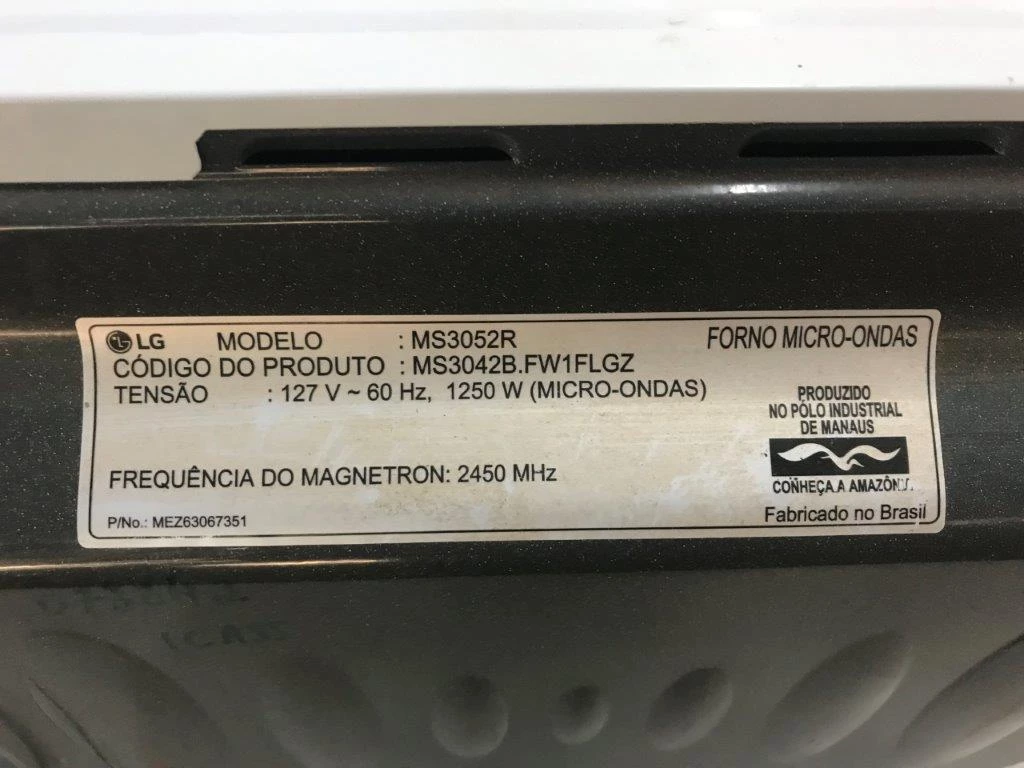 LG MODELO : MS3052R FORNO MICRO-ONDAS
CÓDIGO DO PRODUTO : MS3042B.FW1FLGZ
TENSÃO : 127 V ~ 60 Hz, 1250 W (MICRO-ONDAS)
PRODUZIDO
NO PÓLO INDUSTRIAL
DE MANAUS
FREQUÊNCIA DO MAGNETRON: 2450 MHz
CONHEÇA A
P/No.: MEZ63067351
Fabricado no Brasil